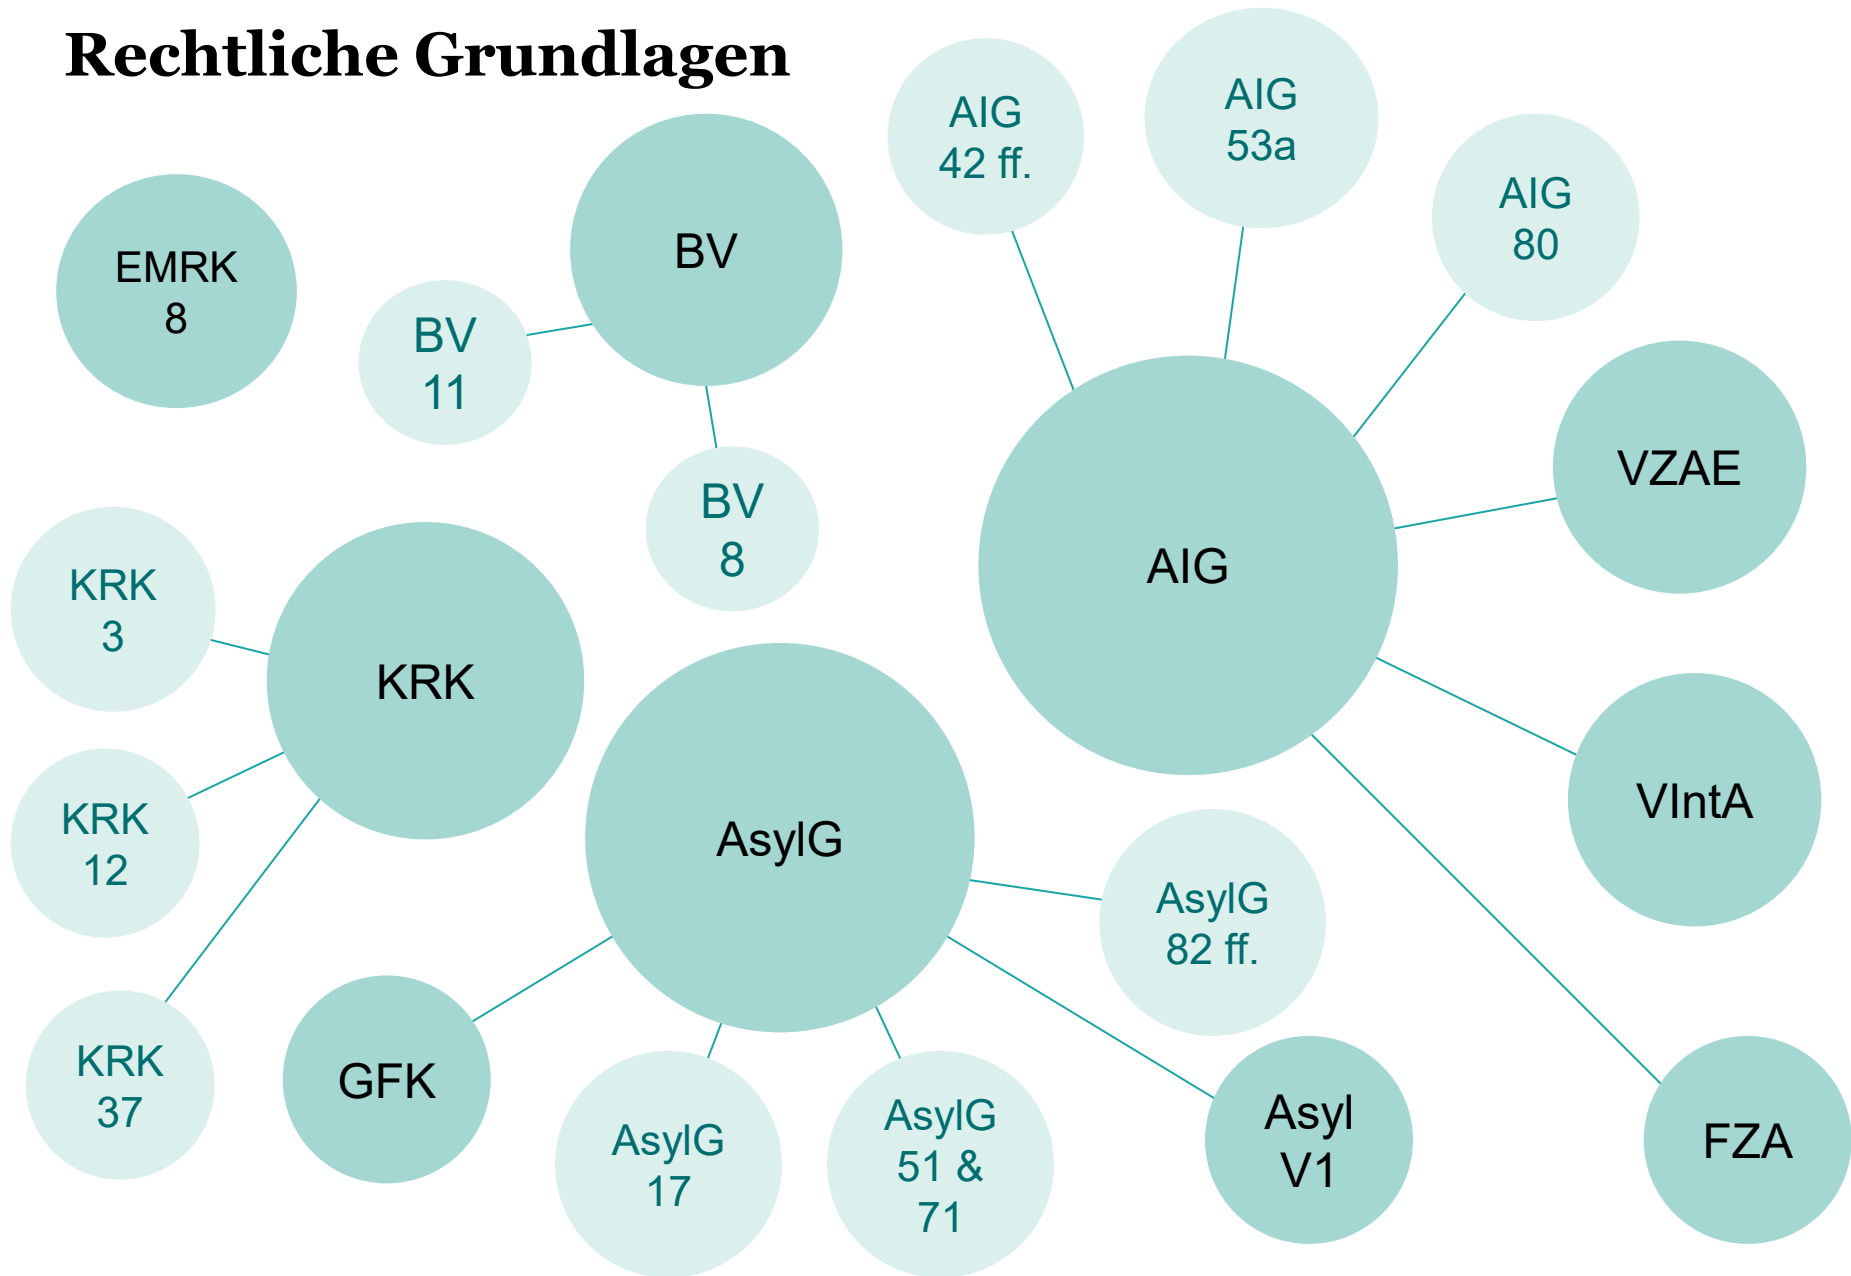 Rechtliche Grundlagen
EMRK
8
BV
BV
11
BV
8
AIG
42 ff.
AIG
53a
AIG
80
AIG
VZAE
VIntA
FZA
KRK
3
KRK
KRK
12
KRK
37
AsylG
GFK
AsylG
17
AsylG
51 &
71
AsylG
82 ff.
Asyl
V1